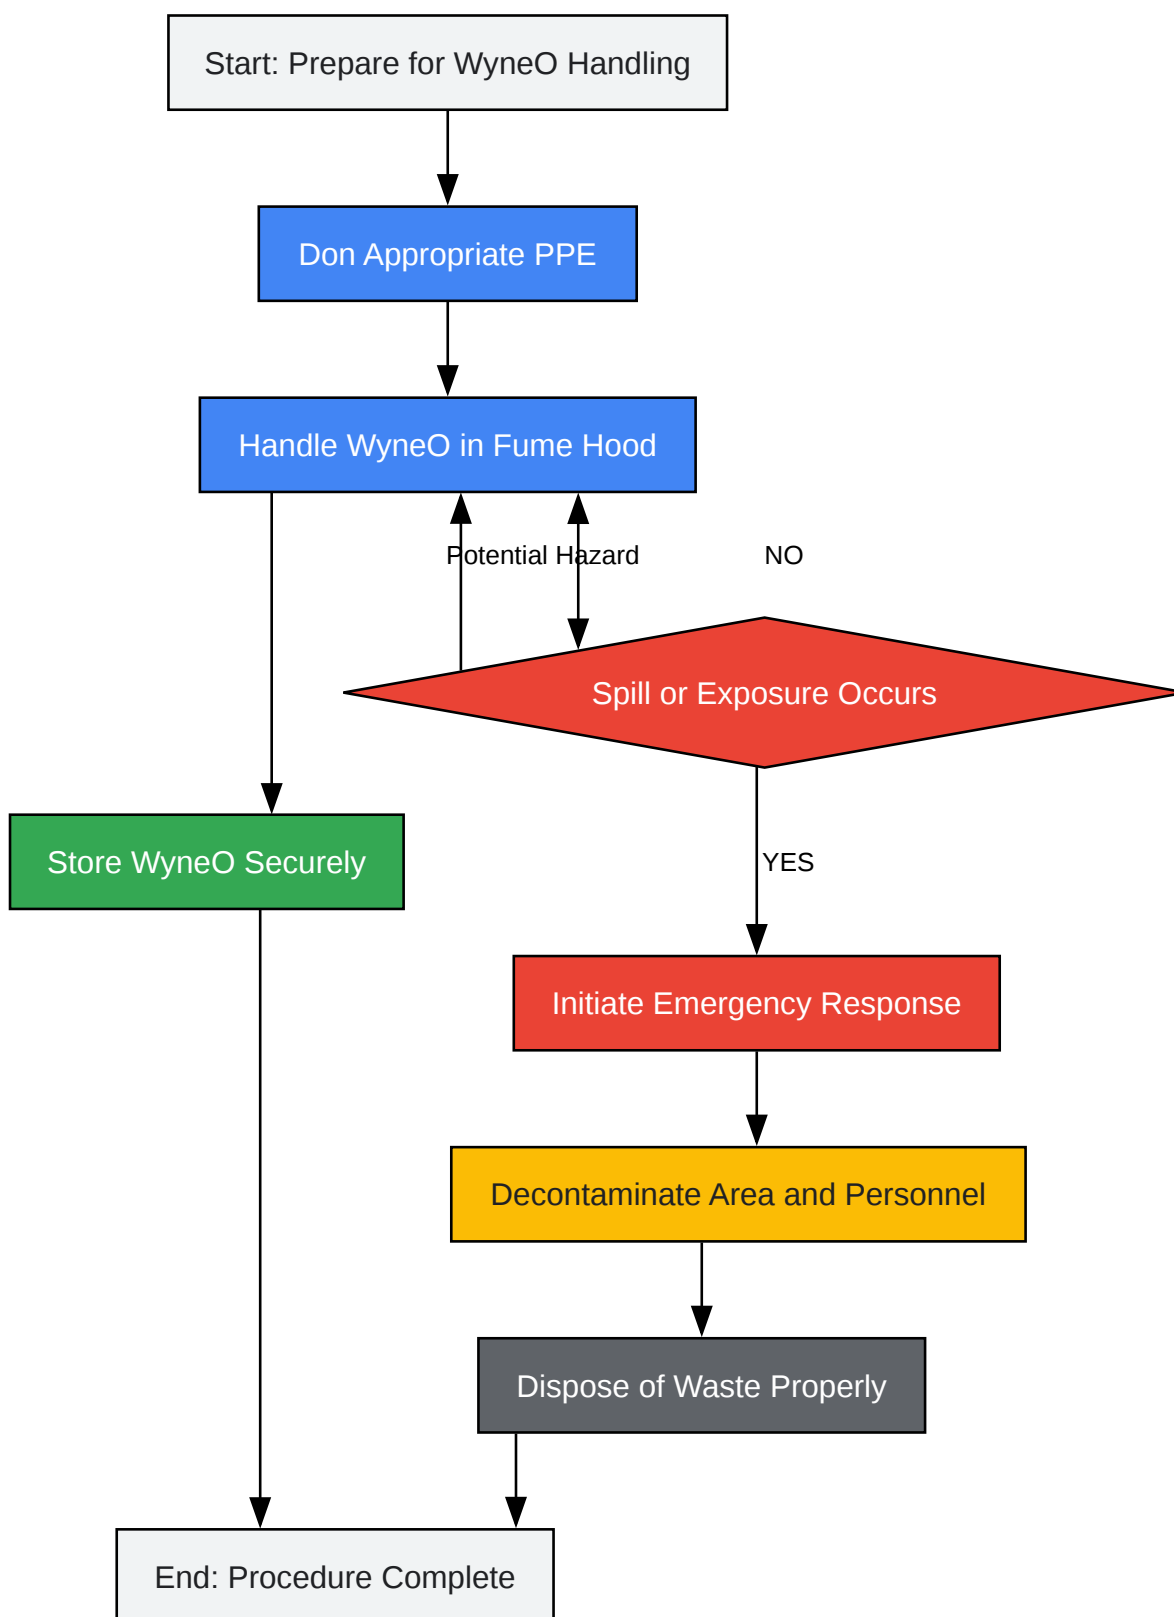 Start: Prepare for WyneO Handling
Don Appropriate PPE
Handle WyneO in Fume Hood
Potential Hazard
NO
Spill or Exposure Occurs
Store WyneO Securely
YES
Initiate Emergency Response
Decontaminate Area and Personnel
Dispose of Waste Properly
End: Procedure Complete